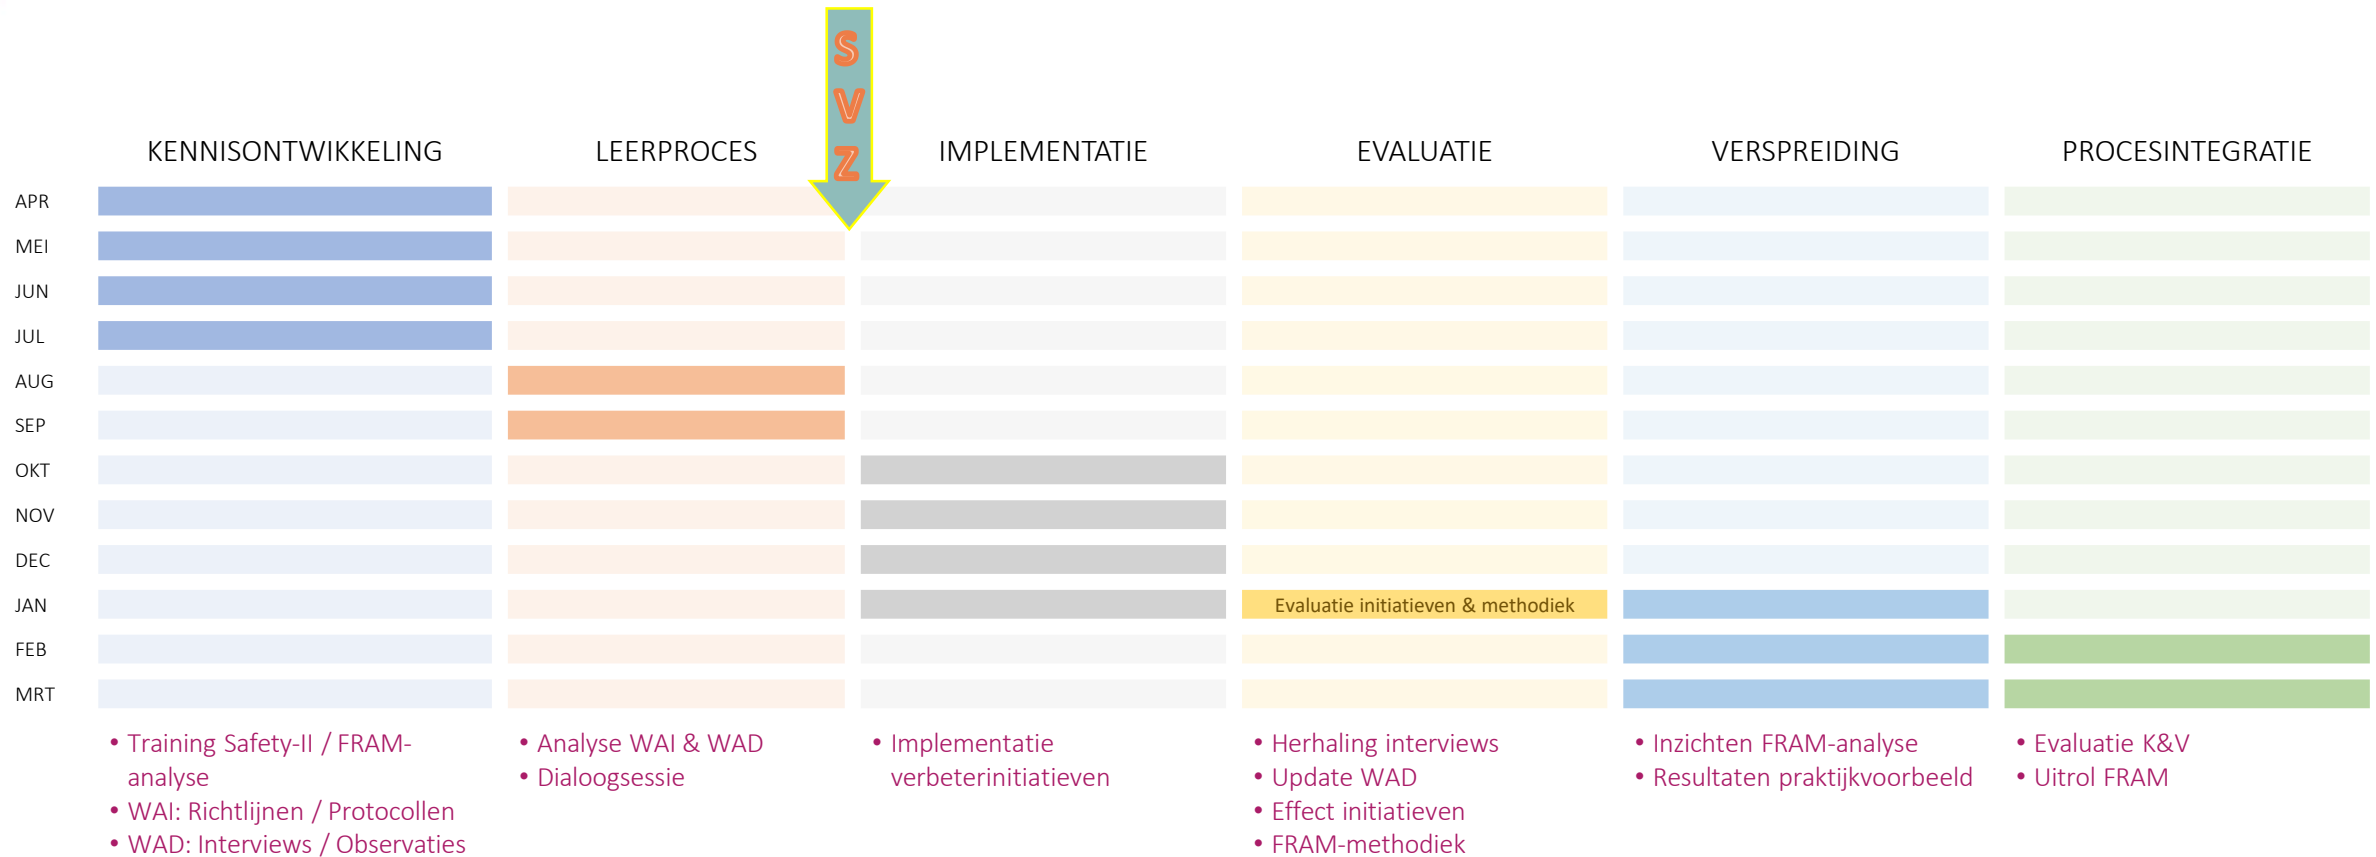 S
V
Z
KENNISONTWIKKELING
LEERPROCES
IMPLEMENTATIE
EVALUATIE
VERSPREIDING
PROCESINTEGRATIE
APR
MEI
JUN
JUL
AUG
SEP
OKT
NOV
DEC
JAN
Evaluatie initiatieven & methodiek
FEB
MRT
• Training Safety-II / FRAM-
analyse
• WAI: Richtlijnen / Protocollen
• WAD: Interviews / Observaties
• Analyse WAI & WAD
• Dialoogsessie
• Implementatie
verbeterinitiatieven
• Herhaling interviews
• Update WAD
• Effect initiatieven
• FRAM-methodiek
• Inzichten FRAM-analyse
• Resultaten praktijkvoorbeeld
• Evaluatie K&V
• Uitrol FRAM